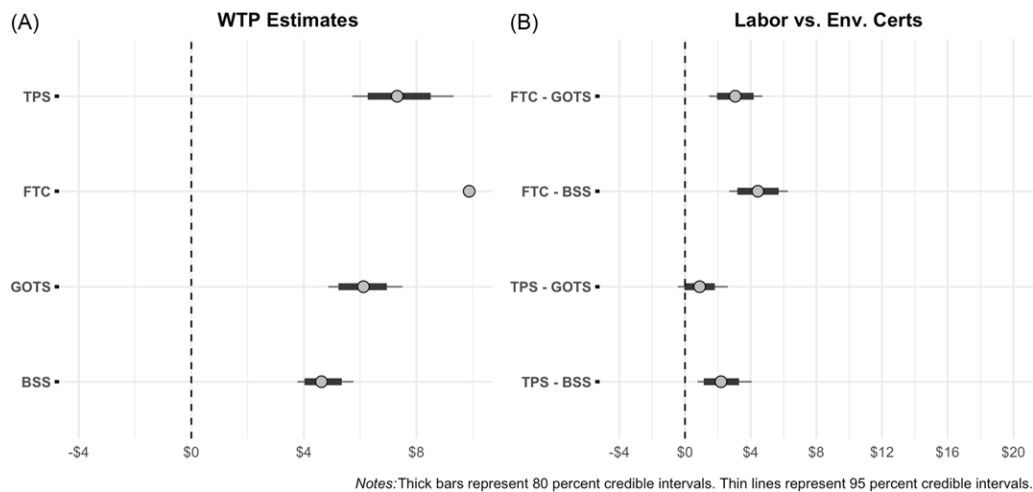 (A) WTP Estimates
TPS
FTC
GOTS
BSS
-$4 $0 $4 $8
(B) Labor vs. Env. Certs
FTC - GOTS
FTC - BSS
TPS - GOTS
TPS - BSS
-$4 $0 $4 $8 $12 $16 $20
Notes:Thick bars represent 80 percent credible intervals. Thin lines represent 95 percent credible intervals.